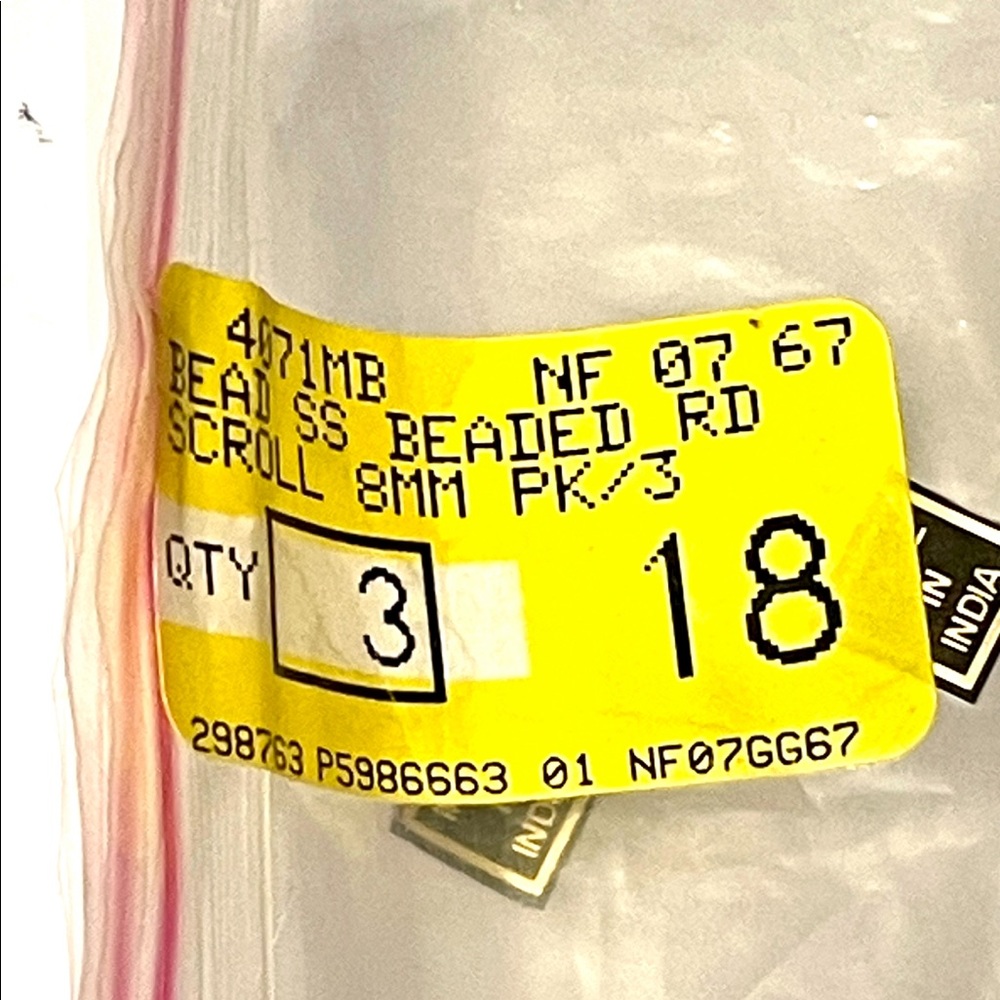 4071MB NF 07 67
BEAD SS BEADED RD
SCROLL 8MM PK/3
QTY 3 18
298763 P5986663 01 NF07GG67
IN
INDIA